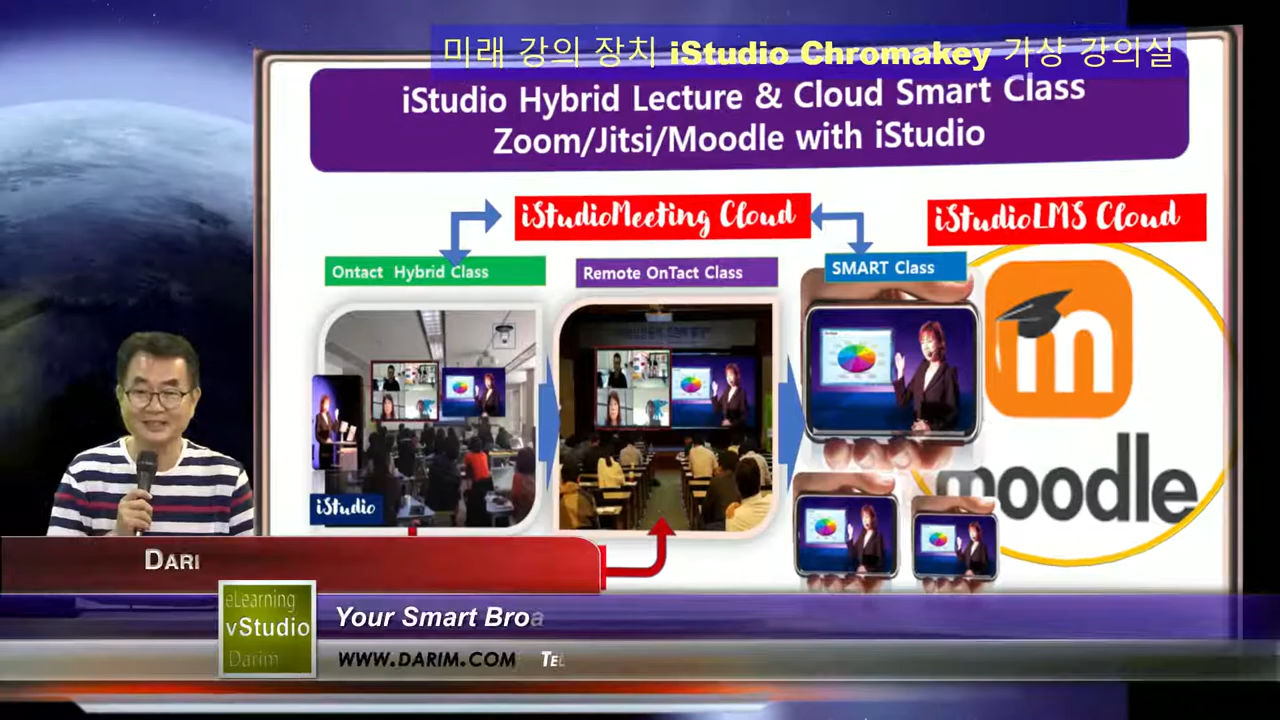 미래 강의 장치 iStudio Chromakey 가상 강의실
iStudio Hybrid Lecture & Cloud Smart Class
Zoom/Jitsi/Moodle with iStudio
iStudioMeeting Cloud
iStudioLMS Cloud
Ontact Hybrid Class
Remote OnTact Class
SMART Class
m
moodle
iStudio
DARI
eLearning
vStudio
Darim
Your Smart Broa
WWW.DARIM.COM TEL